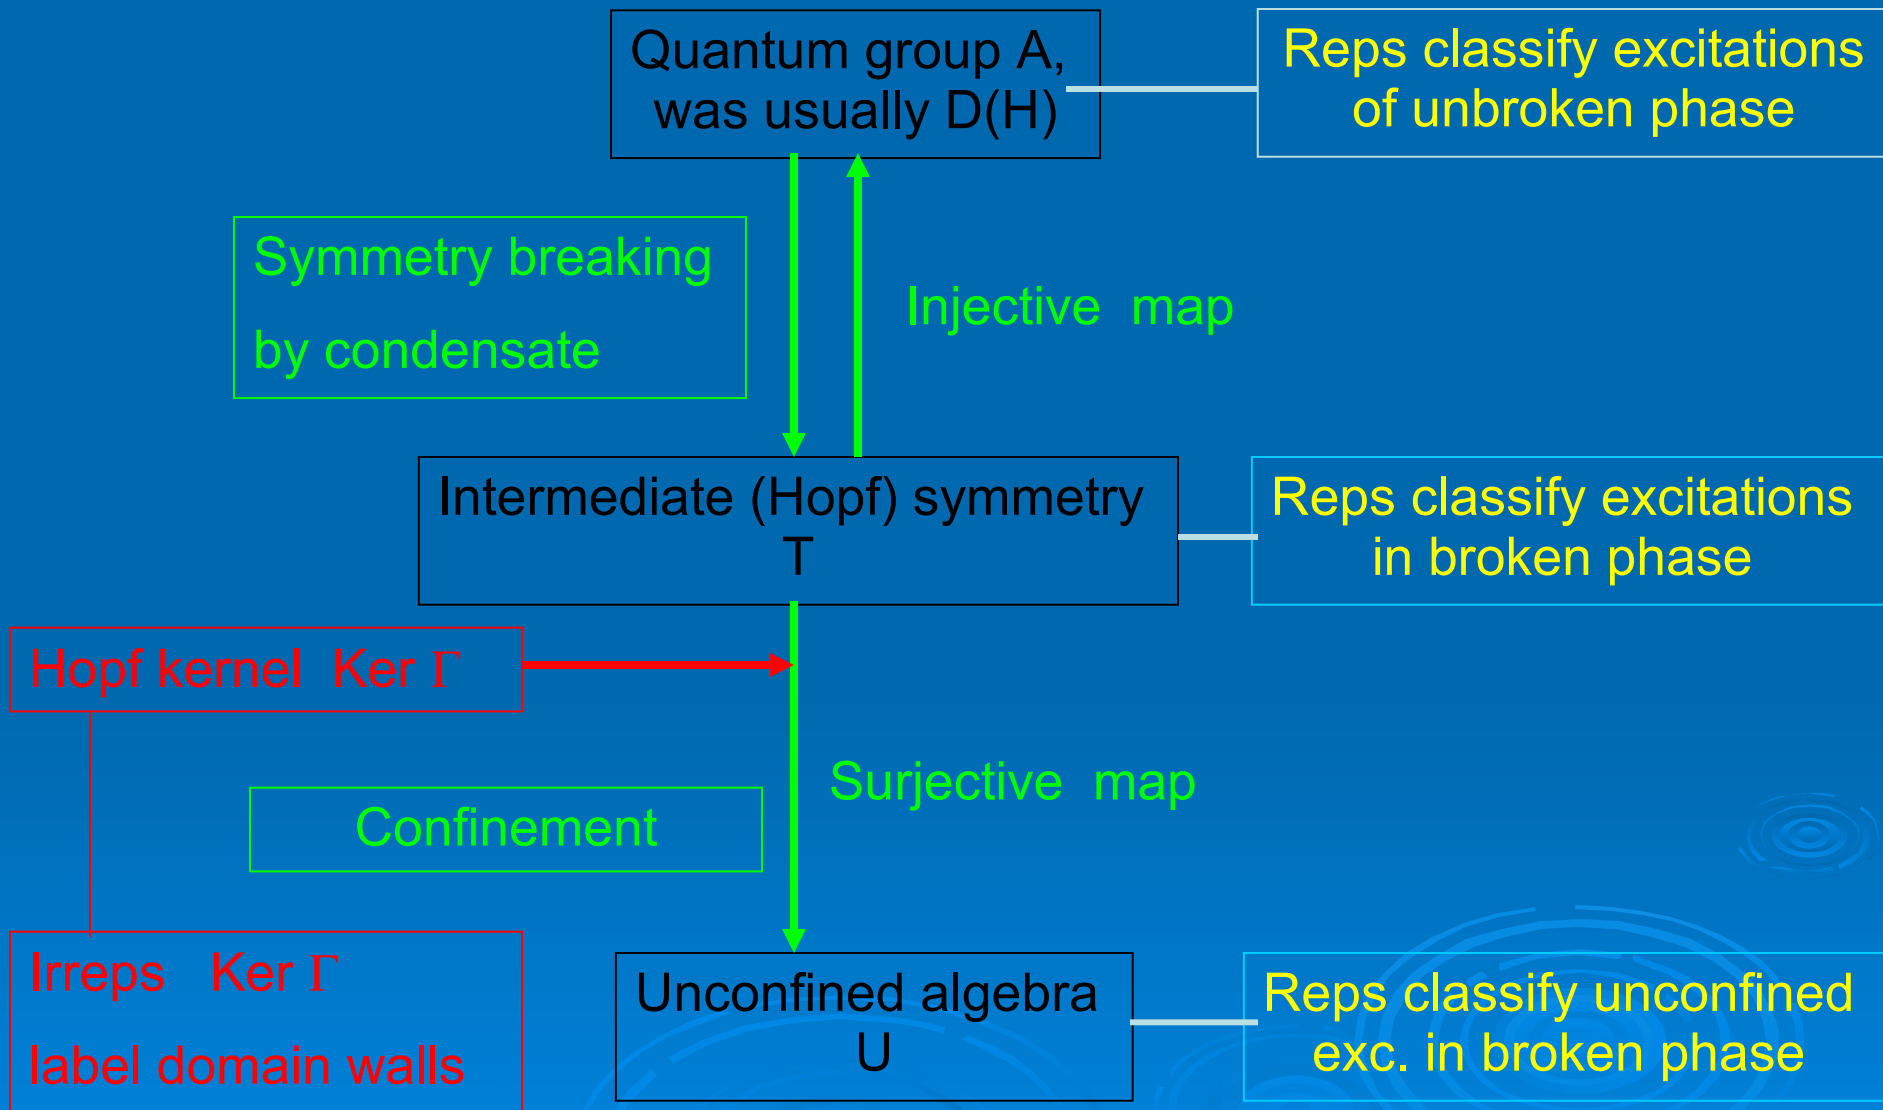 Quantum group A,
was usually D(H)
Reps classify excitations
of unbroken phase
Symmetry breaking
by condensate
Injective map
Intermediate (Hopf) symmetry
T
Reps classify excitations
in broken phase
Hopf kernel Ker Γ
Surjective map
Confinement
Irreps Ker Γ
label domain walls
Unconfined algebra
U
Reps classify unconfined
exc. in broken phase